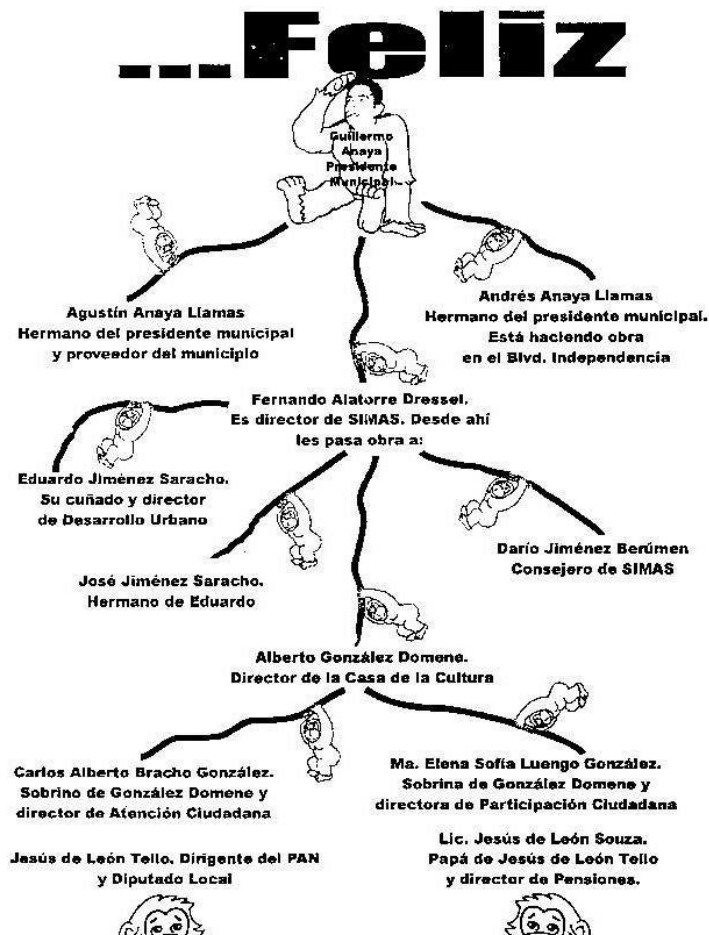 ...Feliz
Guillermo
Anaya
Presidente
Municipal
Agustín Anaya Llamas
Hermano del presidente municipal
y proveedor del municipio
Andrés Anaya Llamas
Hermano del presidente municipal.
Está haciendo obra
en el Blvd. Independencia
Fernando Alatorre Dressel.
Es director de SIMAS. Desde ahí
les pasa obra a:
Eduardo Jiménez Saracho.
Su cuñado y director
de Desarrollo Urbano
José Jiménez Saracho.
Hermano de Eduardo
Darío Jiménez Berúmen
Consejero de SIMAS
Alberto González Domene.
Director de la Casa de la Cultura
Carlos Alberto Bracho González.
Sobrino de González Domene y
director de Atención Ciudadana
Ma. Elena Sofía Luengo González.
Sobrina de González Domene y
directora de Participación Ciudadana
Jesús de León Tello. Dirigente del PAN
y Diputado Local
Lic. Jesús de León Souza.
Papá de Jesús de León Tello
y director de Pensiones.